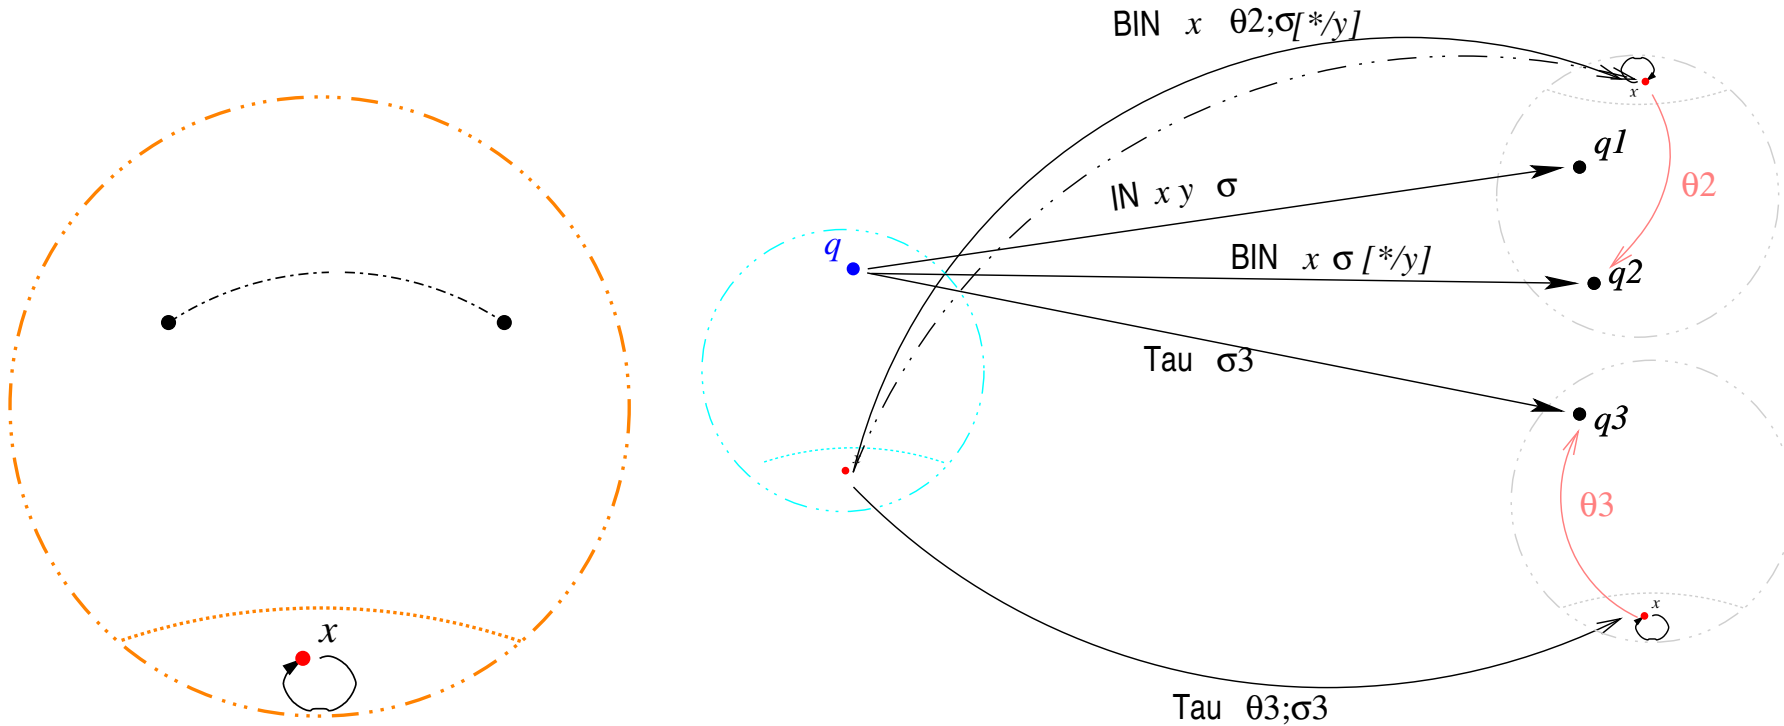 BIN x θ2;σ[*/y]
x
q1
θ2
IN x y σ
q
BIN x σ [*/y]
q2
Tau σ3
q3
x
θ3
x
x
Tau θ3;σ3